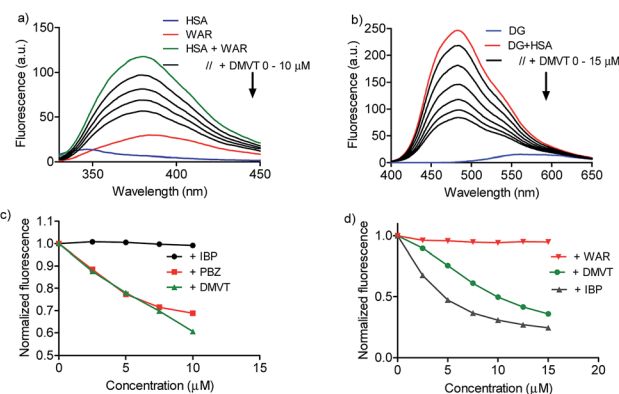 a)
HSA
WAR
HSA + WAR
// + DMVT 0 - 10 μM
Fluorescence (a.u.)
150
100
50
0
350
400
450
Wavelength (nm)
b)
DG
DG+HSA
// + DMVT 0 - 15 μM
Fluorescence (a.u.)
250
200
150
100
50
0
400
450
500
550
600
650
Wavelength (nm)
c)
Normalized fluorescence
1.1
1.0
0.9
0.8
0.7
0.6
0.5
+ IBP
+ PBZ
+ DMVT
0
5
10
15
Concentration (μM)
d)
Normalized fluorescence
1.0
0.5
0.0
+ WAR
+ DMVT
+ IBP
0
5
10
15
20
Concentration (μM)